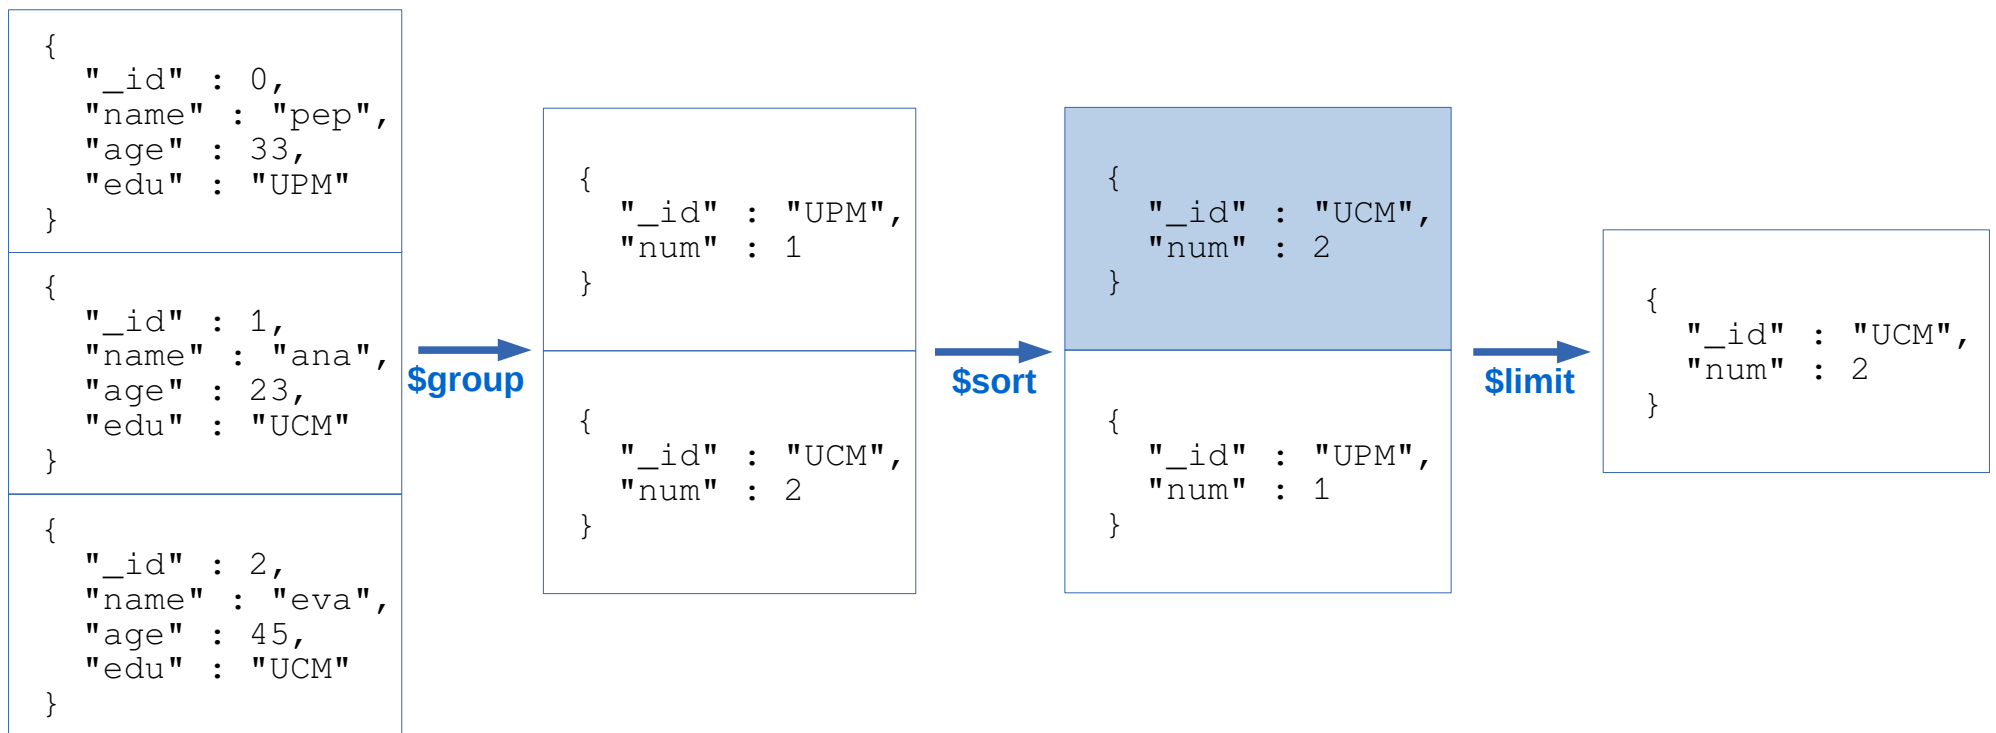 {
"_id" : 0,
"name" : "pep",
"age" : 33,
"edu" : "UPM"
}
{
"_id" : 1,
"name" : "ana",
"age" : 23,
"edu" : "UCM"
}
{
"_id" : 2,
"name" : "eva",
"age" : 45,
"edu" : "UCM"
}
$group
{
"_id" : "UPM",
"num" : 1
}
{
"_id" : "UCM",
"num" : 2
}
$sort
{
"_id" : "UCM",
"num" : 2
}
{
"_id" : "UPM",
"num" : 1
}
$limit
{
"_id" : "UCM",
"num" : 2
}